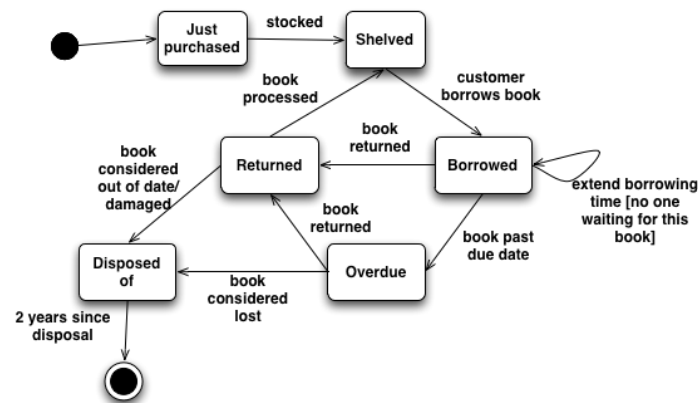 Just
purchased
stocked
Shelved
book
processed
customer
borrows book
Returned
book
returned
Borrowed
extend borrowing
time [no one
waiting for this
book]
book
considered
out of date/
damaged
book
returned
book past
due date
Disposed
of
book
considered
lost
Overdue
2 years since
disposal